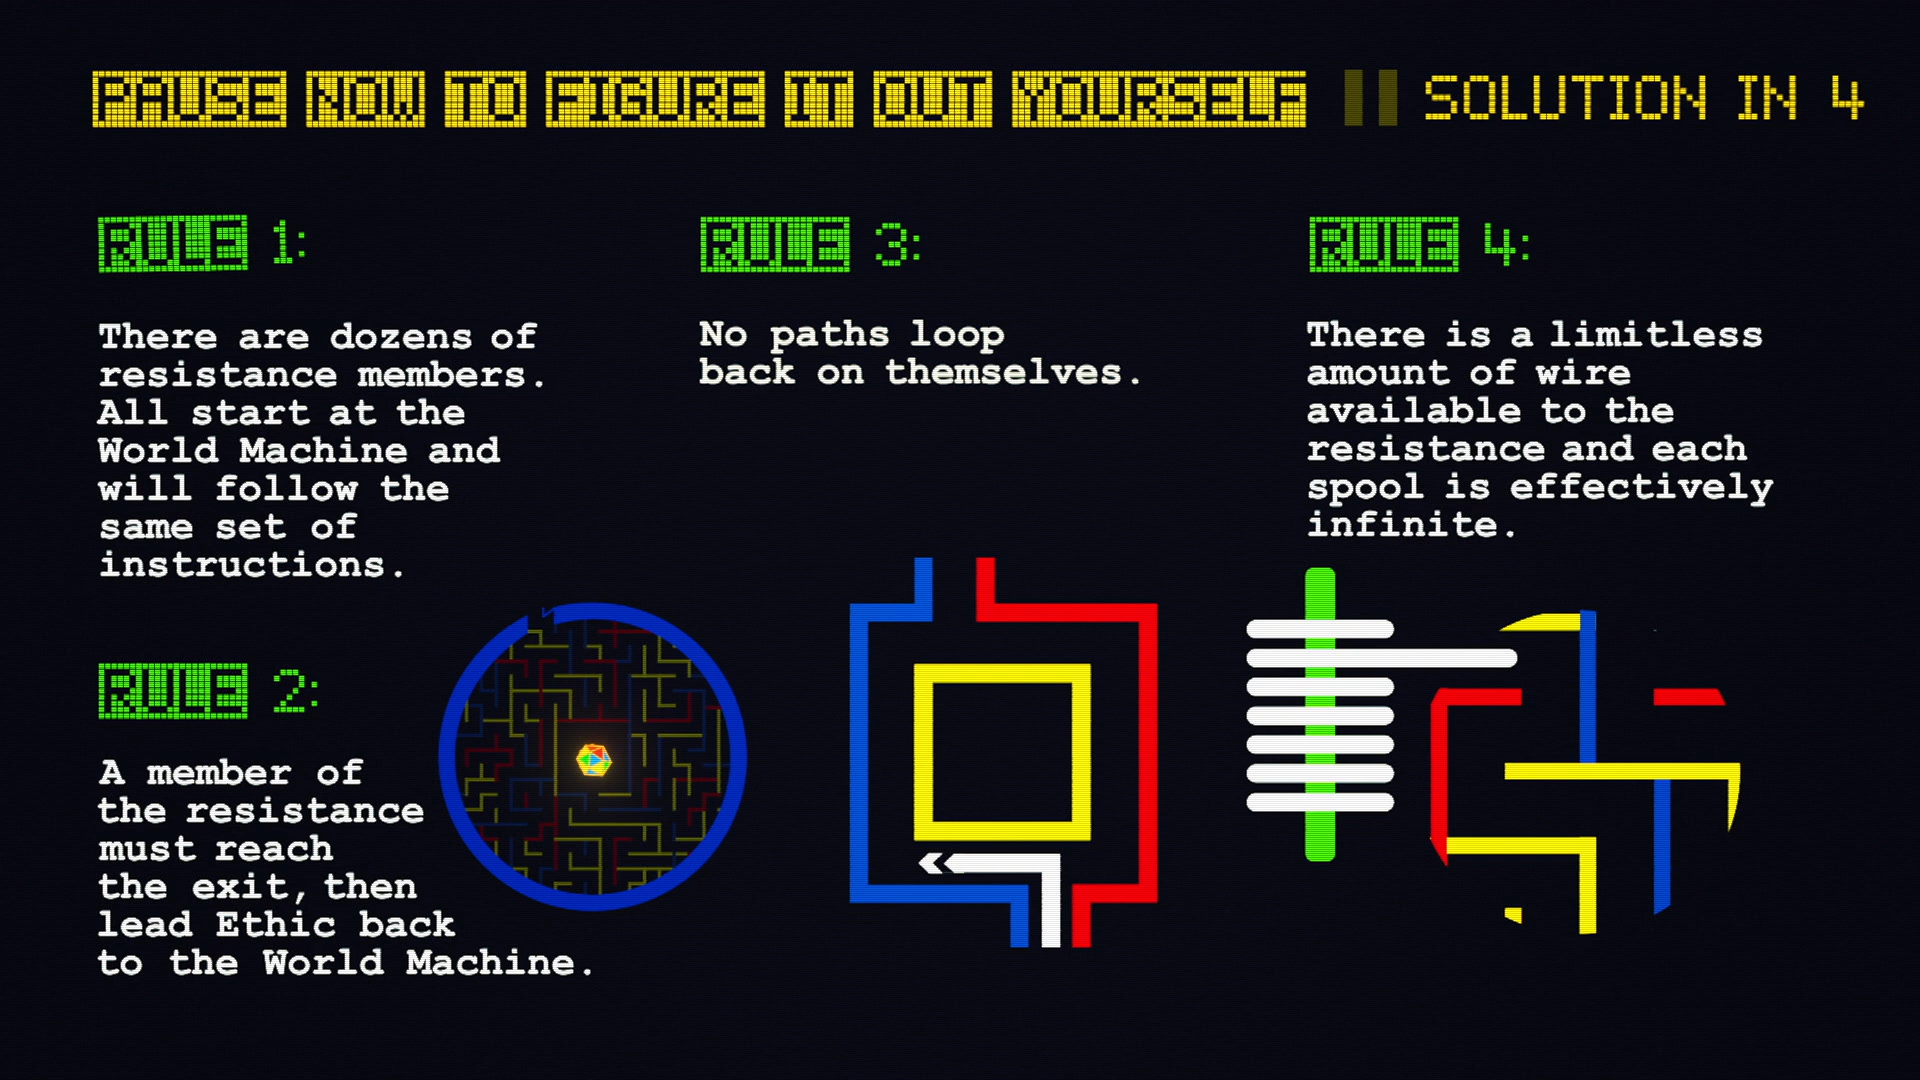 PAUSE NOW TO FIGURE IT OUT YOURSELF SOLUTION IN 4
RULE 1:
There are dozens of
resistance members.
All start at the
World Machine and
will follow the
same set of
instructions.
RULE 2:
A member of
the resistance
must reach
the exit, then
lead Ethic back
to the World Machine.
RULE 3:
No paths loop
back on themselves.
RULE 4:
There is a limitless
amount of wire
available to the
resistance and each
spool is effectively
infinite.